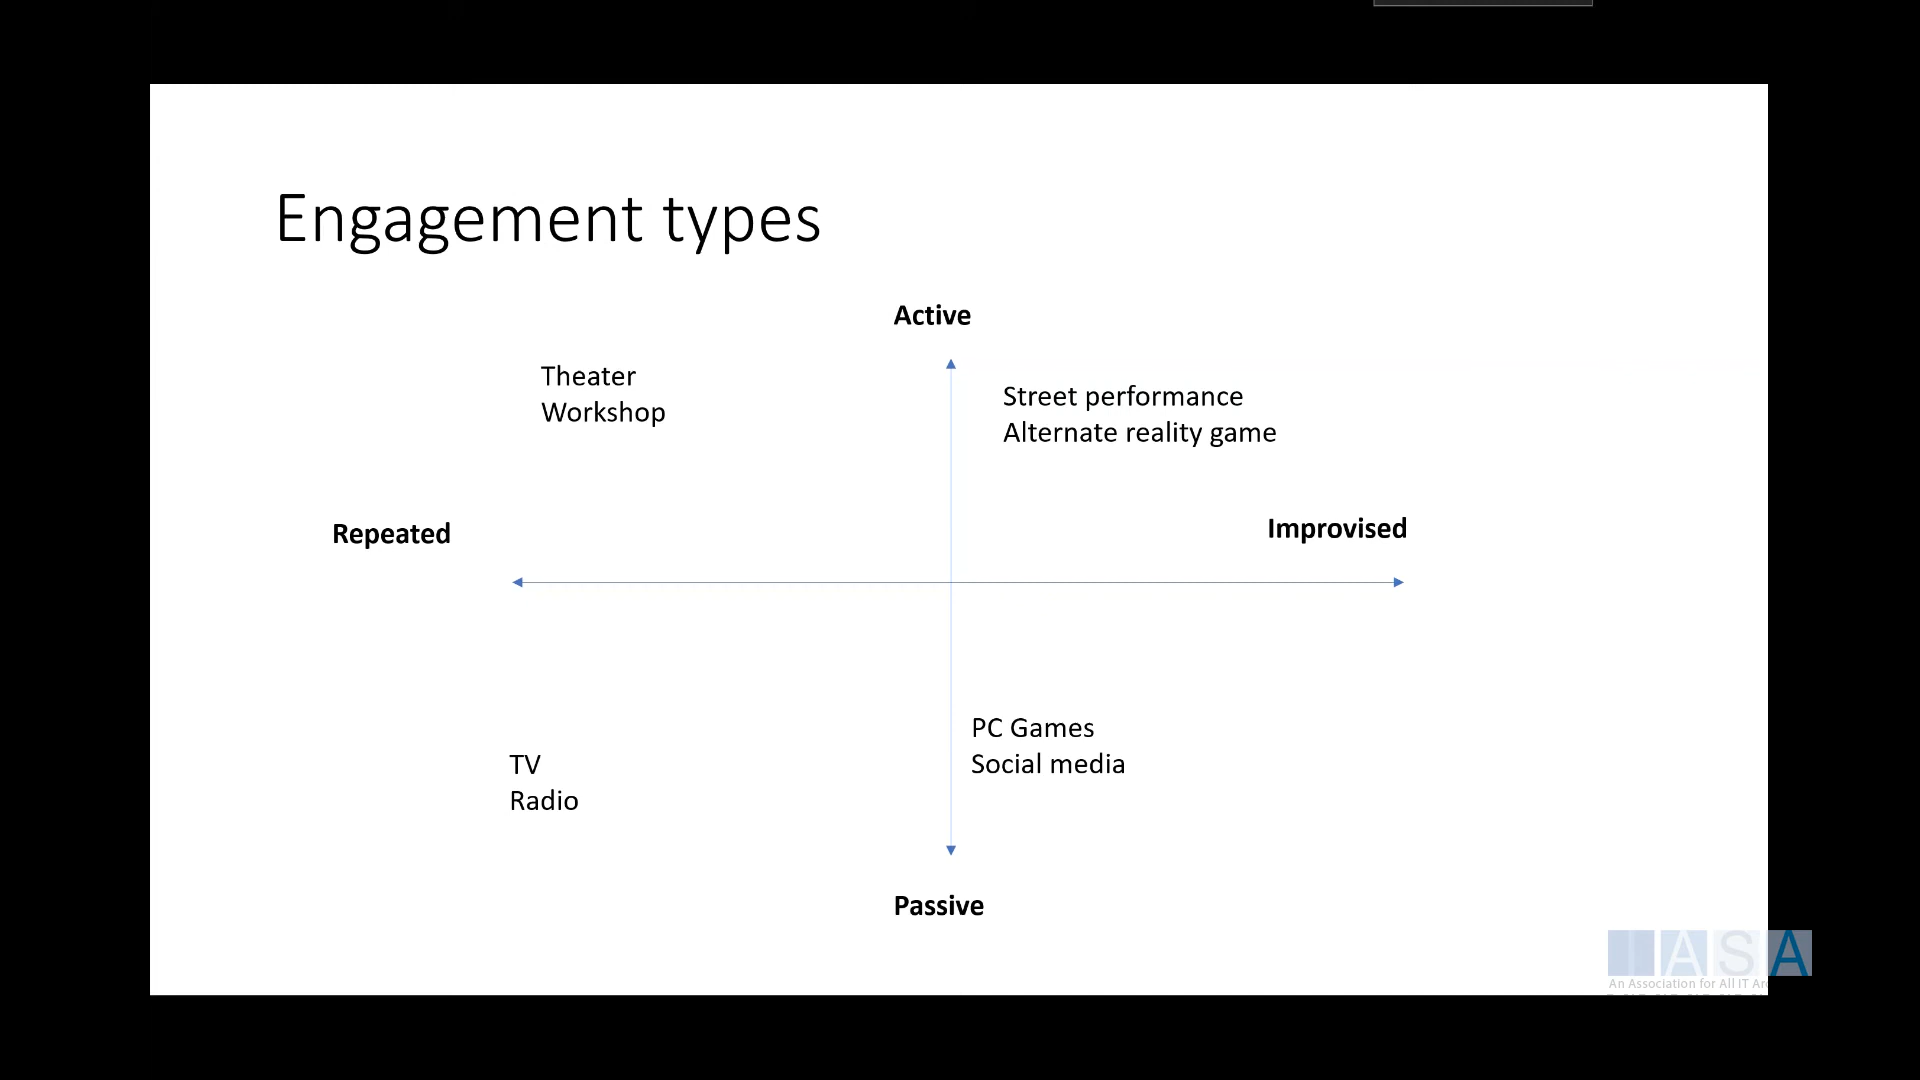 Engagement types
Active
Theater
Workshop
Street performance
Alternate reality game
Repeated
Improvised
PC Games
Social media
TV
Radio
Passive
IASA
An Association for All IT